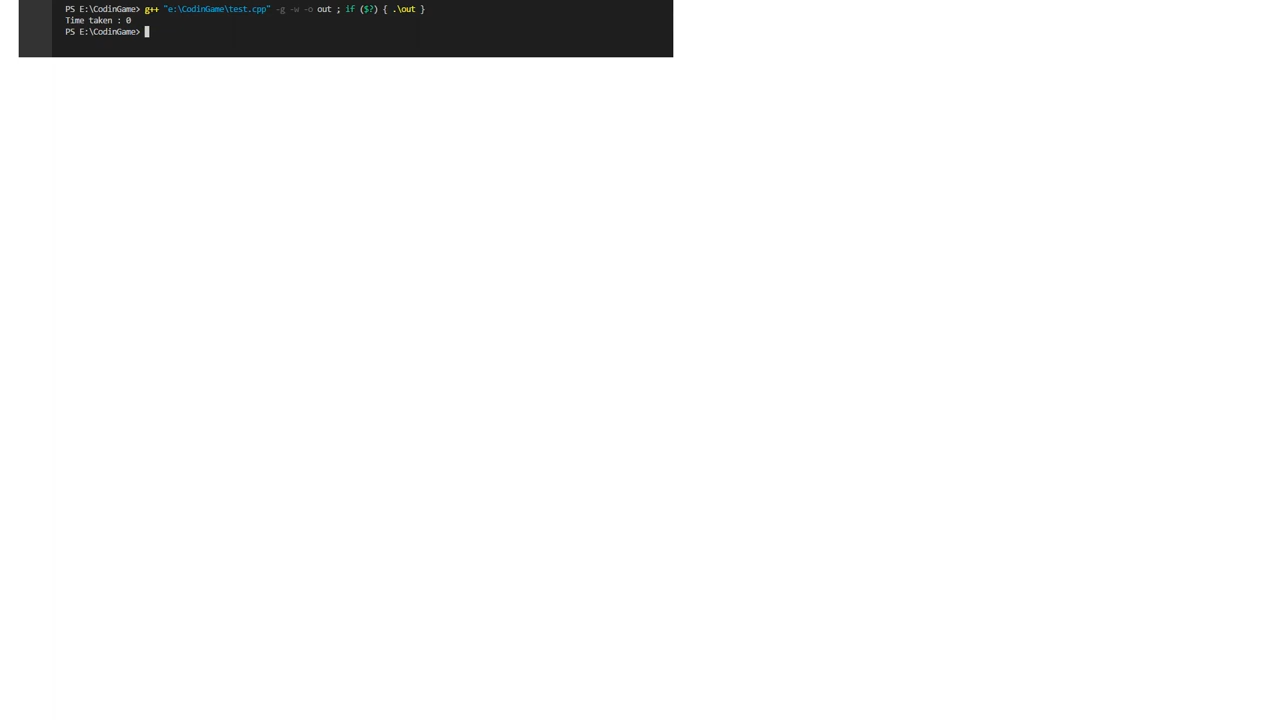 PS E:\CodinGame> g++ "e:\CodinGame\test.cpp" -g -w -o out ; if ($?) { .\out }
Time taken : 0
PS E:\CodinGame>